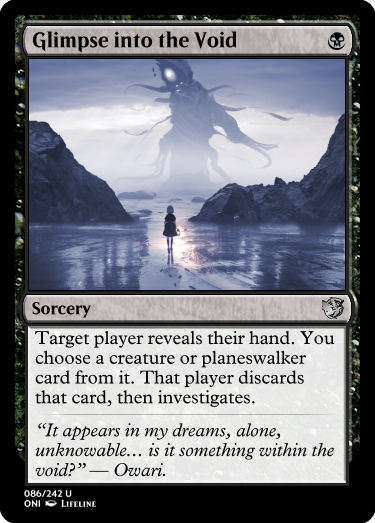 Glimpse into the Void
Sorcery
Target player reveals their hand. You
choose a creature or planeswalker
card from it. That player discards
that card, then investigates.
“It appears in my dreams, alone,
unknowable... is it something within the
void?” — Owari.
086/242 U
ONI Lifeline